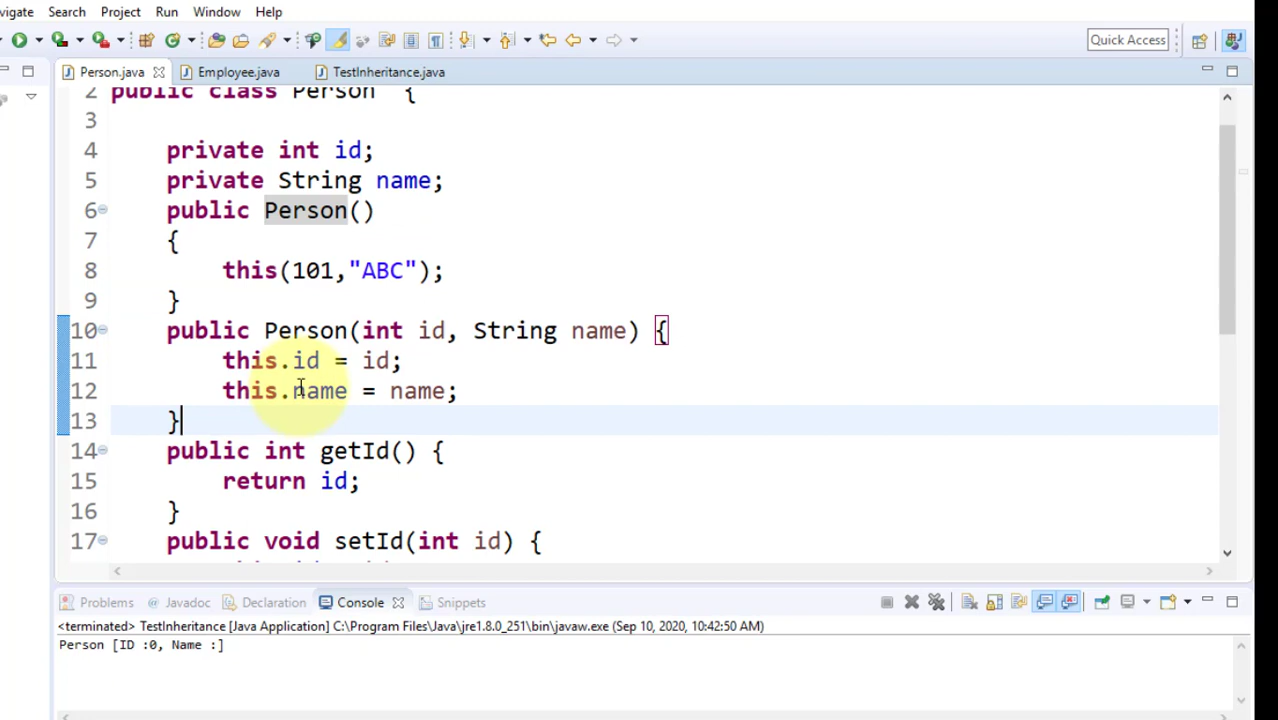 vigate Search Project Run Window Help
Quick Access
Person.java Employee.java TestInheritance.java
2 public class Person {
3
4 private int id;
5 private String name;
6 public Person()
7 {
8 this(101,"ABC");
9 }
10 public Person(int id, String name) {
11 this.id = id;
12 this.name = name;
13 }
14 public int getId() {
15 return id;
16 }
17 public void setId(int id) {
Problems @ Javadoc Declaration Console Snippets
<terminated> TestInheritance [Java Application] C:\Program Files\Java\jre1.8.0_251\bin\javaw.exe (Sep 10, 2020, 10:42:50 AM)
Person [ID :0, Name :]